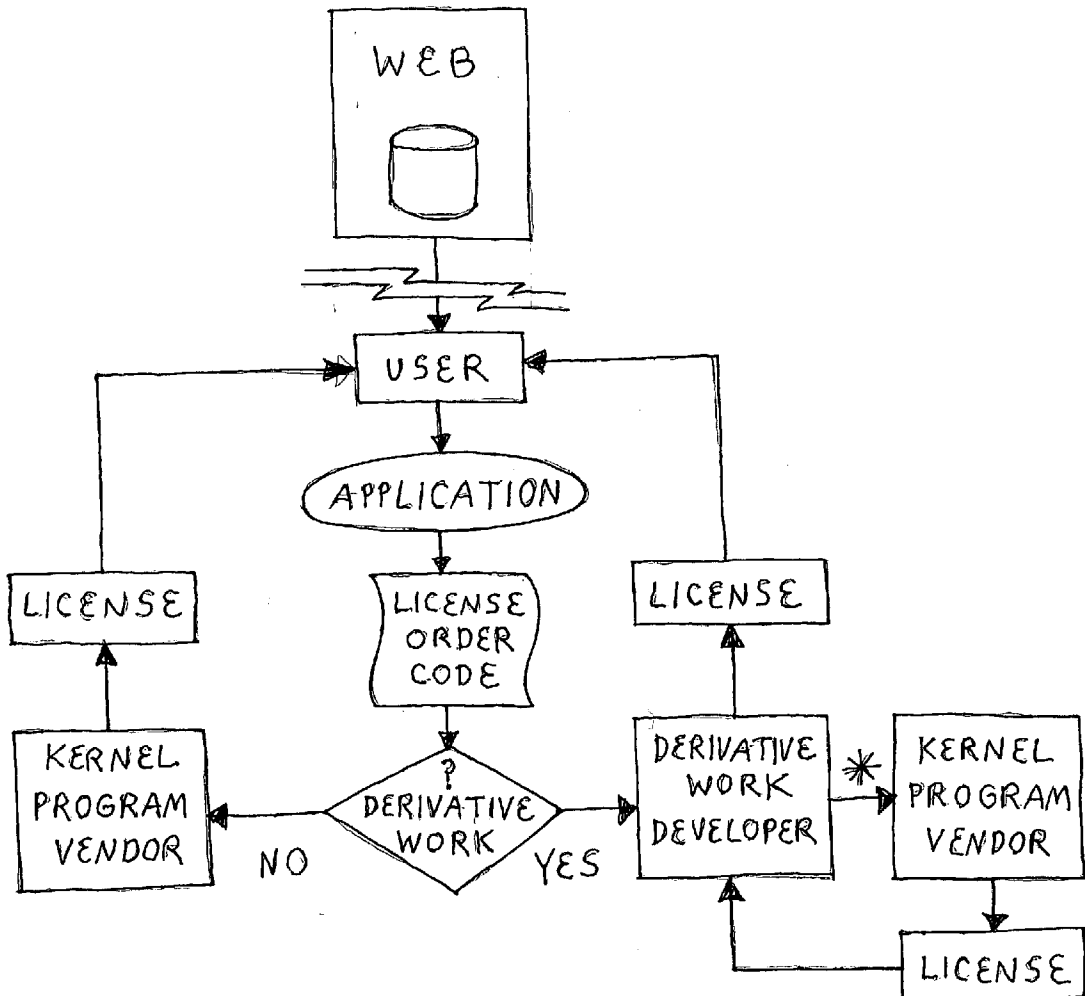 WEB
USER
APPLICATION
LICENSE
LICENSE
ORDER
CODE
LICENSE
KERNEL
PROGRAM
VENDOR
NO
?
DERIVATIVE
WORK
YES
DERIVATIVE
WORK
DEVELOPER
*
KERNEL
PROGRAM
VENDOR
LICENSE